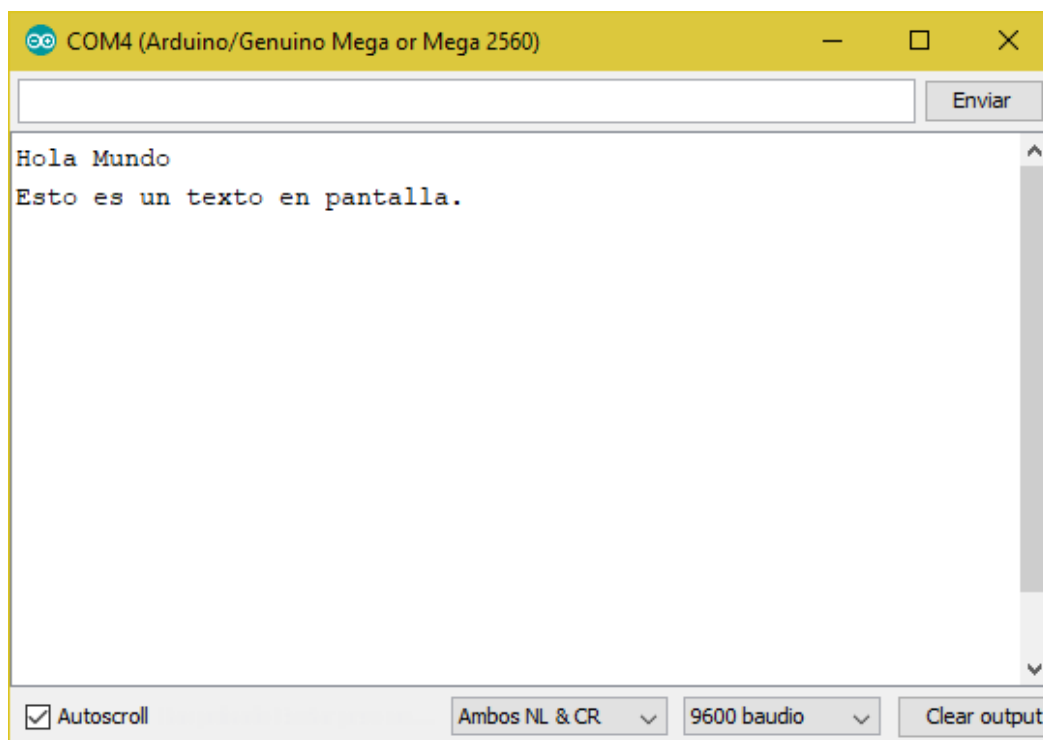 COM4 (Arduino/Genuino Mega or Mega 2560)
Enviar
Hola Mundo
Esto es un texto en pantalla.
Autoscroll
Ambos NL & CR
9600 baudio
Clear output